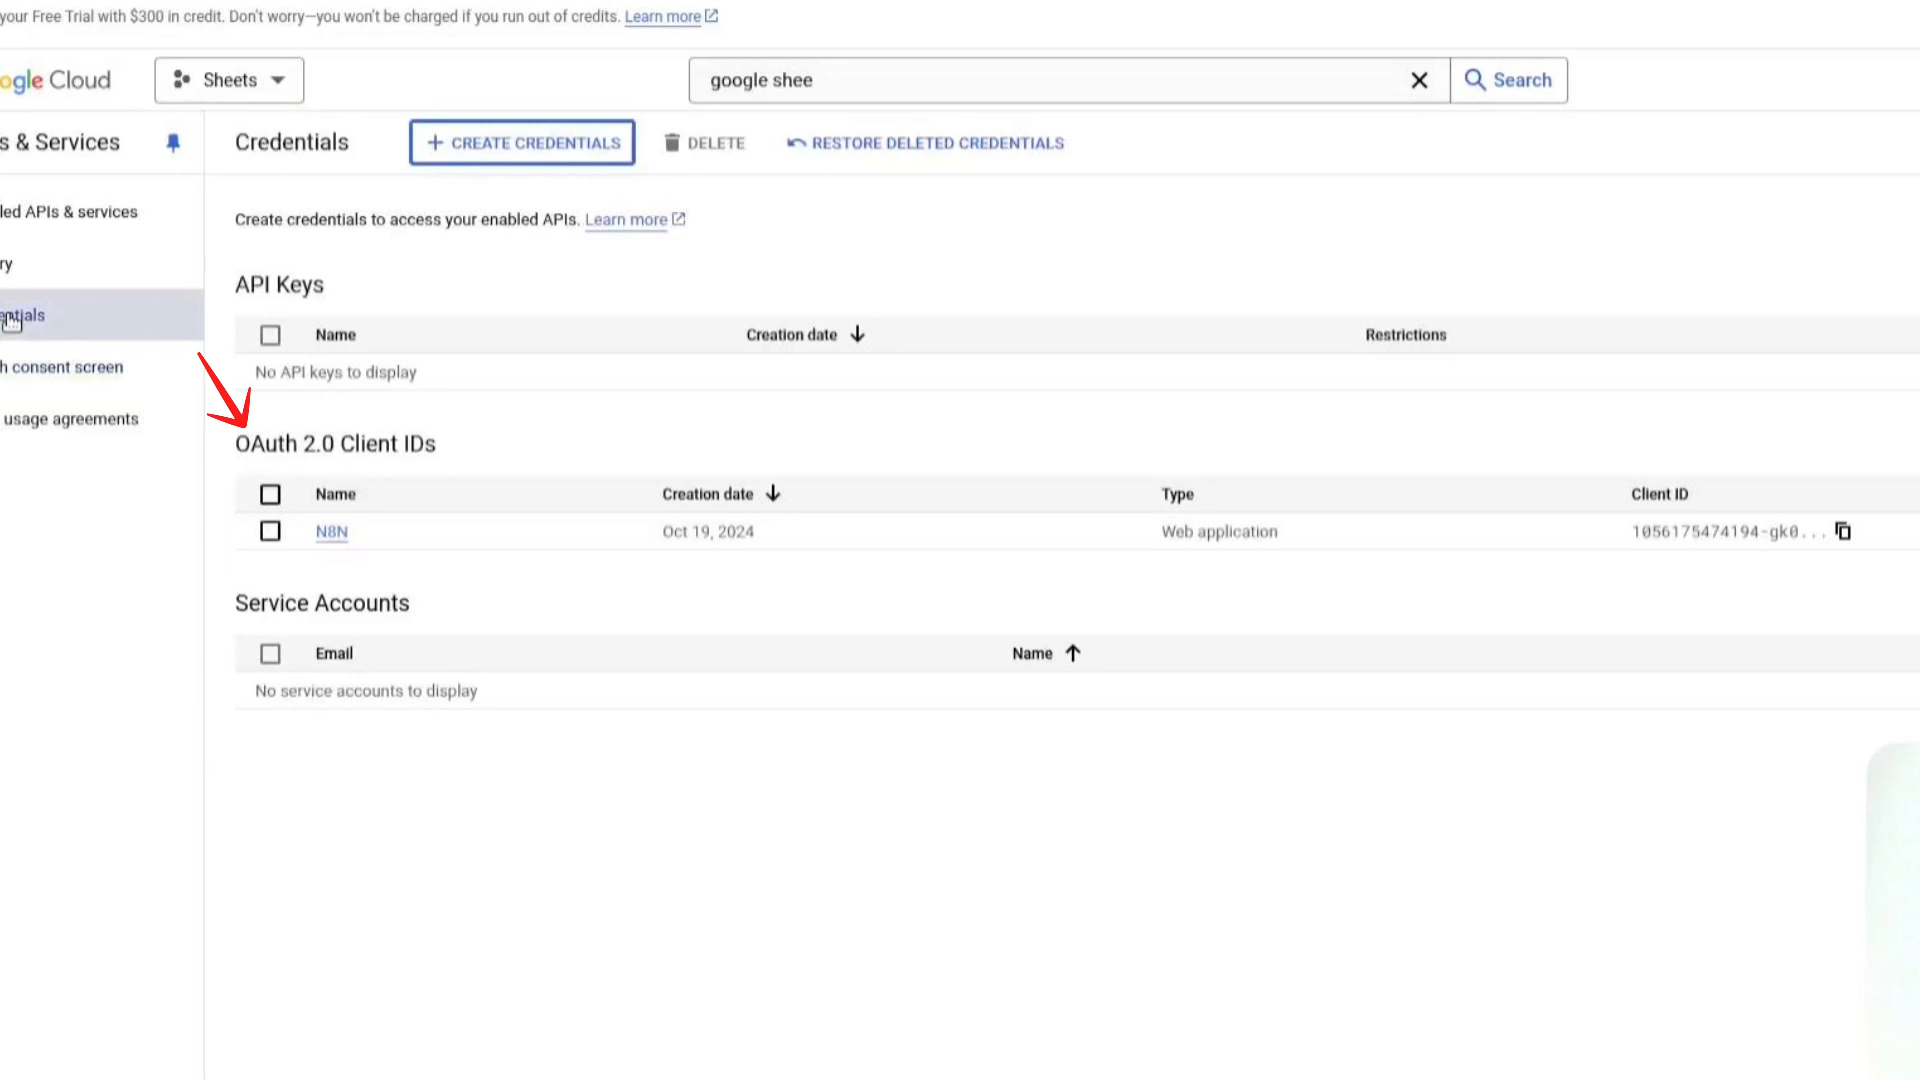 your Free Trial with $300 in credit. Don't worry—you won't be charged if you run out of credits. Learn more
ogle Cloud
Sheets
google shee
Search
s & Services
Credentials
CREATE CREDENTIALS
DELETE
RESTORE DELETED CREDENTIALS
led APIs & services
ry
entials
h consent screen
usage agreements
Create credentials to access your enabled APIs. Learn more
API Keys
Name Creation date Restrictions
No API keys to display
OAuth 2.0 Client IDs
Name Creation date Type Client ID
N8N Oct 19, 2024 Web application 1056175474194-gk0...
Service Accounts
Email Name
No service accounts to display